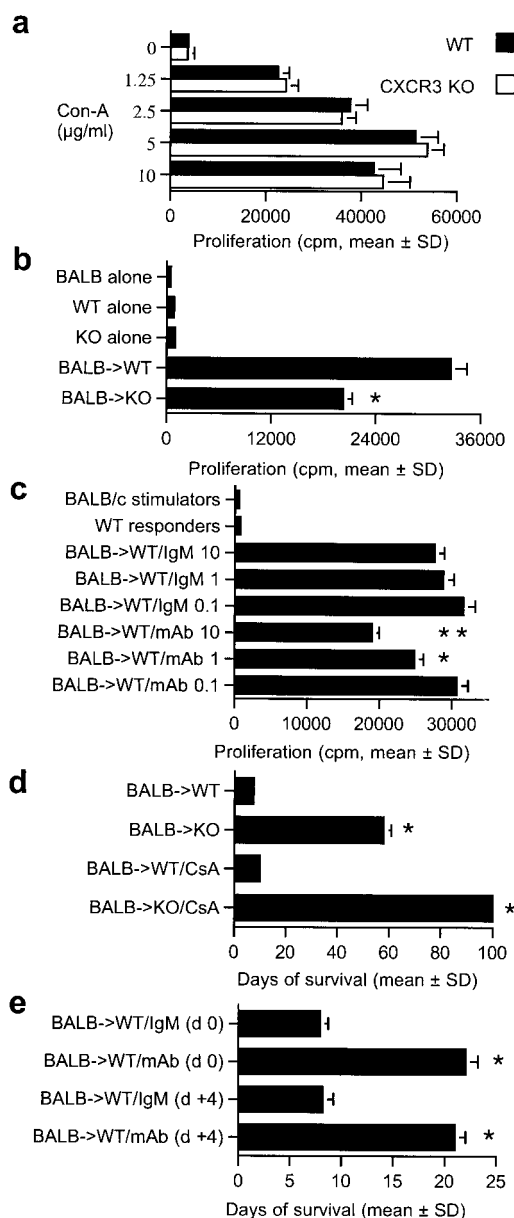 a
WT
CXCR3 KO
Con-A
(µg/ml)
0
1.25
2.5
5
10
0 20000 40000 60000
Proliferation (cpm, mean ± SD)
b
BALB alone
WT alone
KO alone
BALB->WT
BALB->KO *
0 12000 24000 36000
Proliferation (cpm, mean ± SD)
c
BALB/c stimulators
WT responders
BALB->WT/IgM 10
BALB->WT/IgM 1
BALB->WT/IgM 0.1
BALB->WT/mAb 10 * *
BALB->WT/mAb 1 *
BALB->WT/mAb 0.1
0 10000 20000 30000
Proliferation (cpm, mean ± SD)
d
BALB->WT
BALB->KO *
BALB->WT/CsA
BALB->KO/CsA *
0 20 40 60 80 100
Days of survival (mean ± SD)
e
BALB->WT/IgM (d 0)
BALB->WT/mAb (d 0) *
BALB->WT/IgM (d +4)
BALB->WT/mAb (d +4) *
0 5 10 15 20 25
Days of survival (mean ± SD)